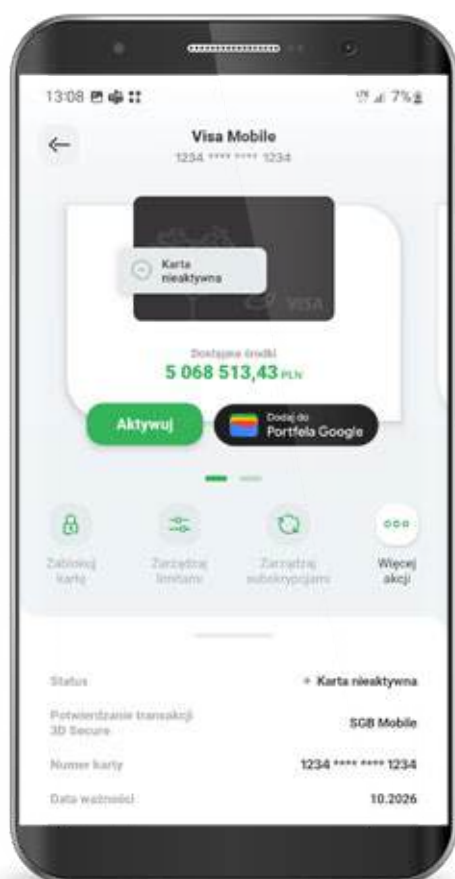 13:08
7%
Visa Mobile
1234 **** **** 1234
Karta
nieaktywna
VISA
Dostępne środki
5 068 513,43 PLN
Aktywuj
Dodaj do
Portfela Google
Zablokuj
kartę
Zarządzaj
limitami
Zarządzaj
subskrypcjami
Więcej
akcji
Status
Karta nieaktywna
Potwierdzanie transakcji
3D Secure
SGB Mobile
Numer karty
1234 **** **** 1234
Data ważności
10.2026